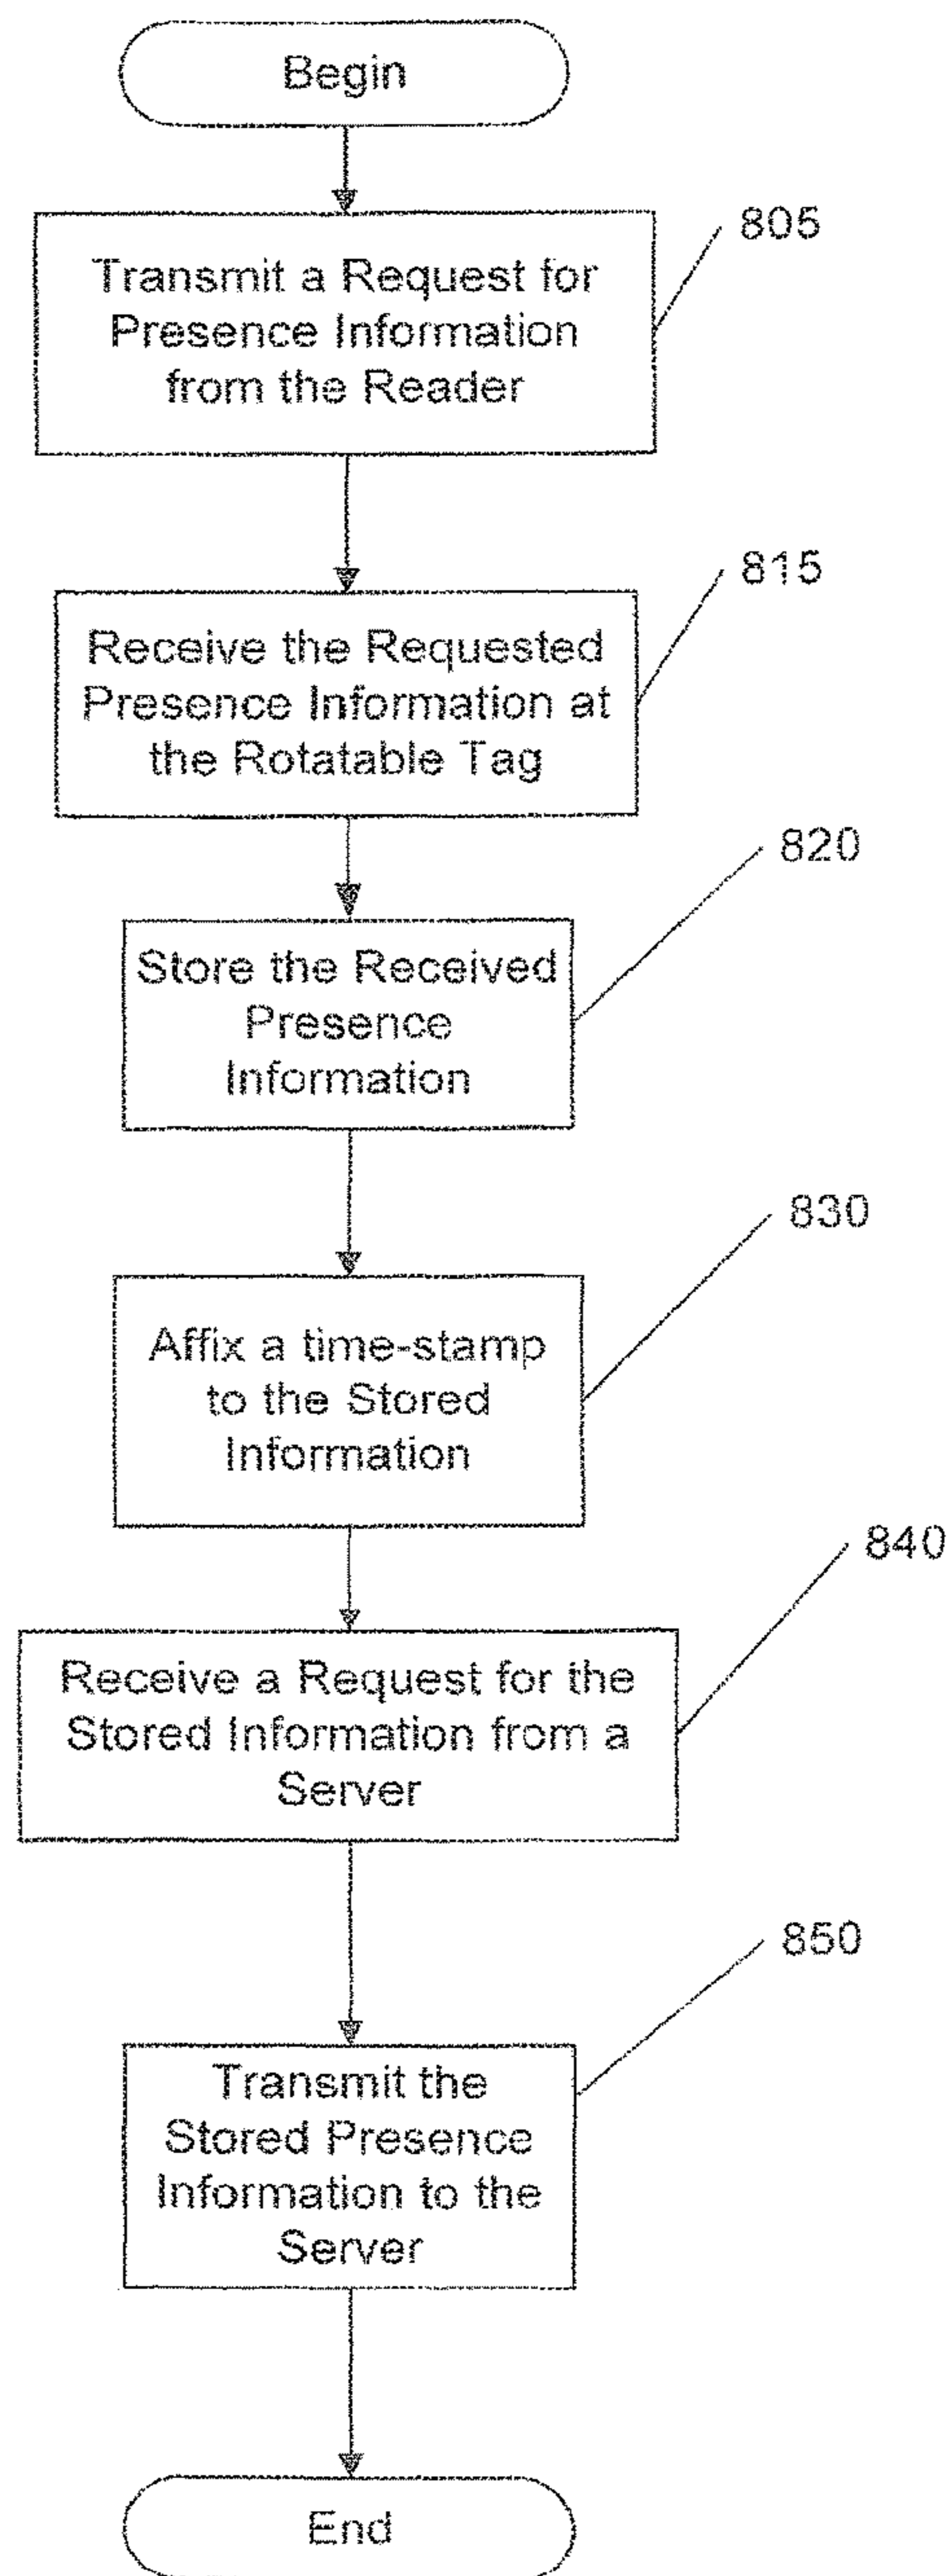 Begin
805
Transmit a Request for
Presence Information
from the Reader
815
Receive the Requested
Presence Information at
the Rotatable Tag
820
Store the Received
Presence
Information
830
Affix a time-stamp
to the Stored
Information
840
Receive a Request for the
Stored Information from a
Server
850
Transmit the
Stored Presence
Information to the
Server
End